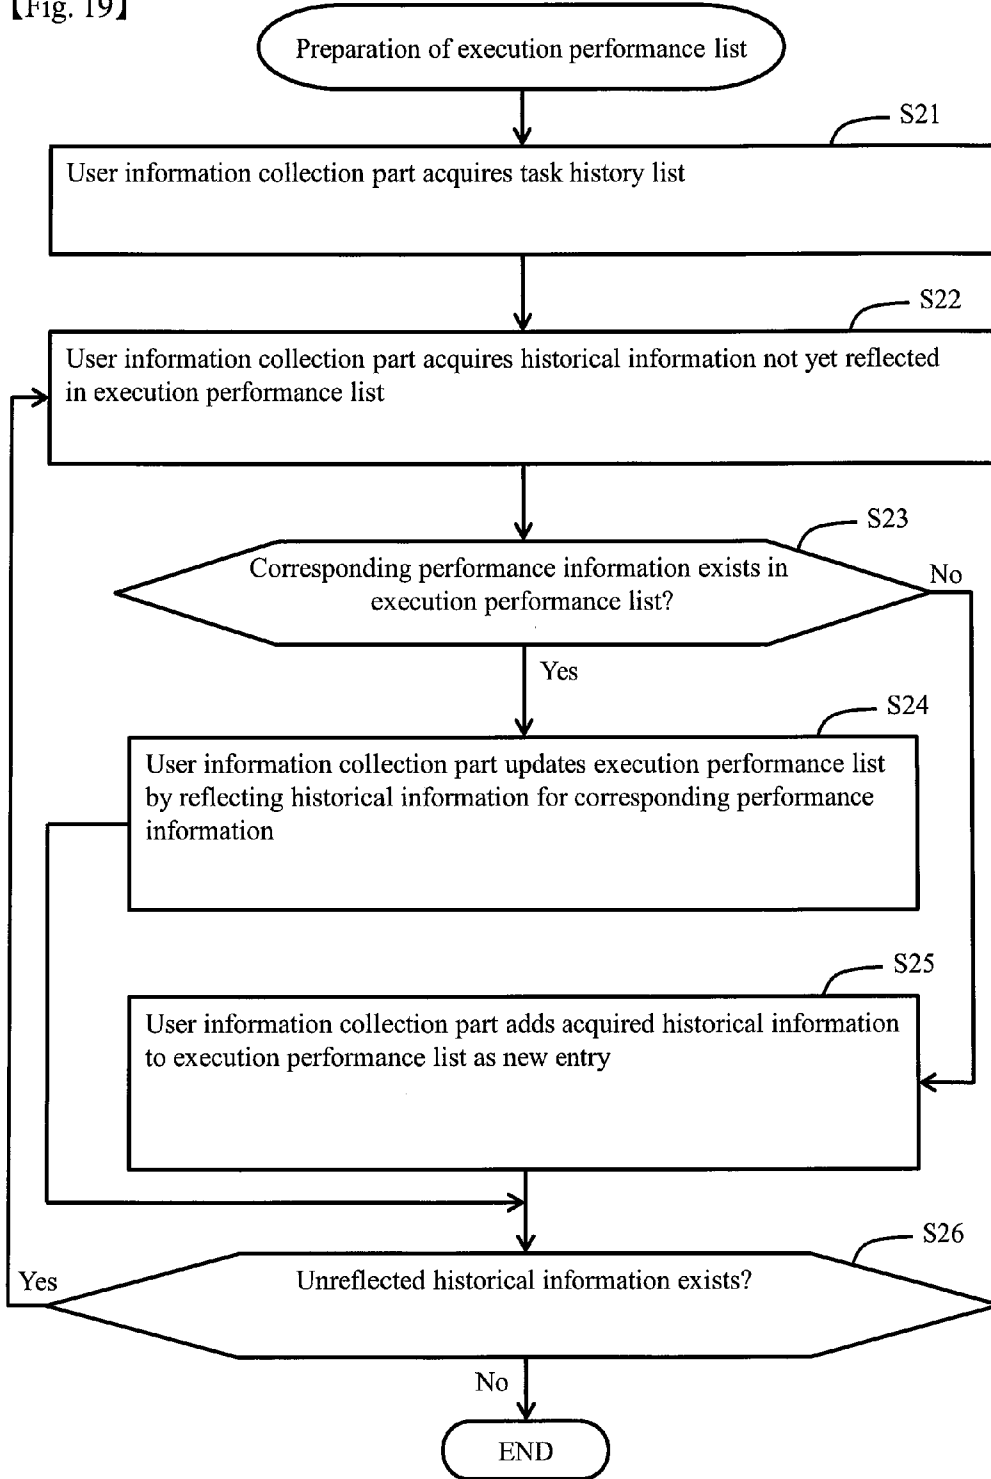 【Fig. 19】
Preparation of execution performance list
S21
User information collection part acquires task history list
S22
User information collection part acquires historical information not yet reflected
in execution performance list
S23
Corresponding performance information exists in
execution performance list?
No
Yes
S24
User information collection part updates execution performance list
by reflecting historical information for corresponding performance
information
S25
User information collection part adds acquired historical information
to execution performance list as new entry
S26
Unreflected historical information exists?
Yes
No
END